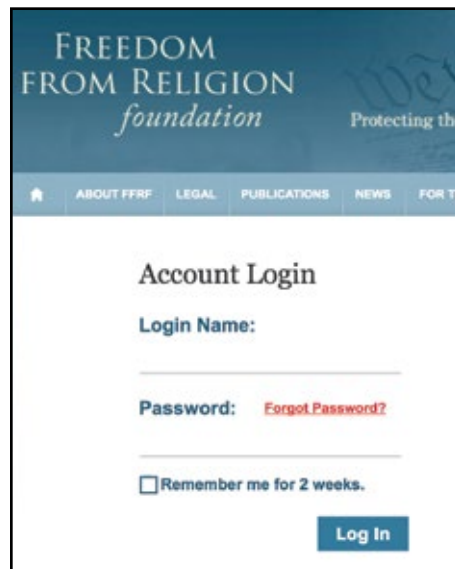 FREEDOM
FROM RELIGION
foundation
Protecting the
ABOUT FFRF LEGAL PUBLICATIONS NEWS FOR T
Account Login
Login Name:
Password: Forgot Password?
Remember me for 2 weeks.
Log In